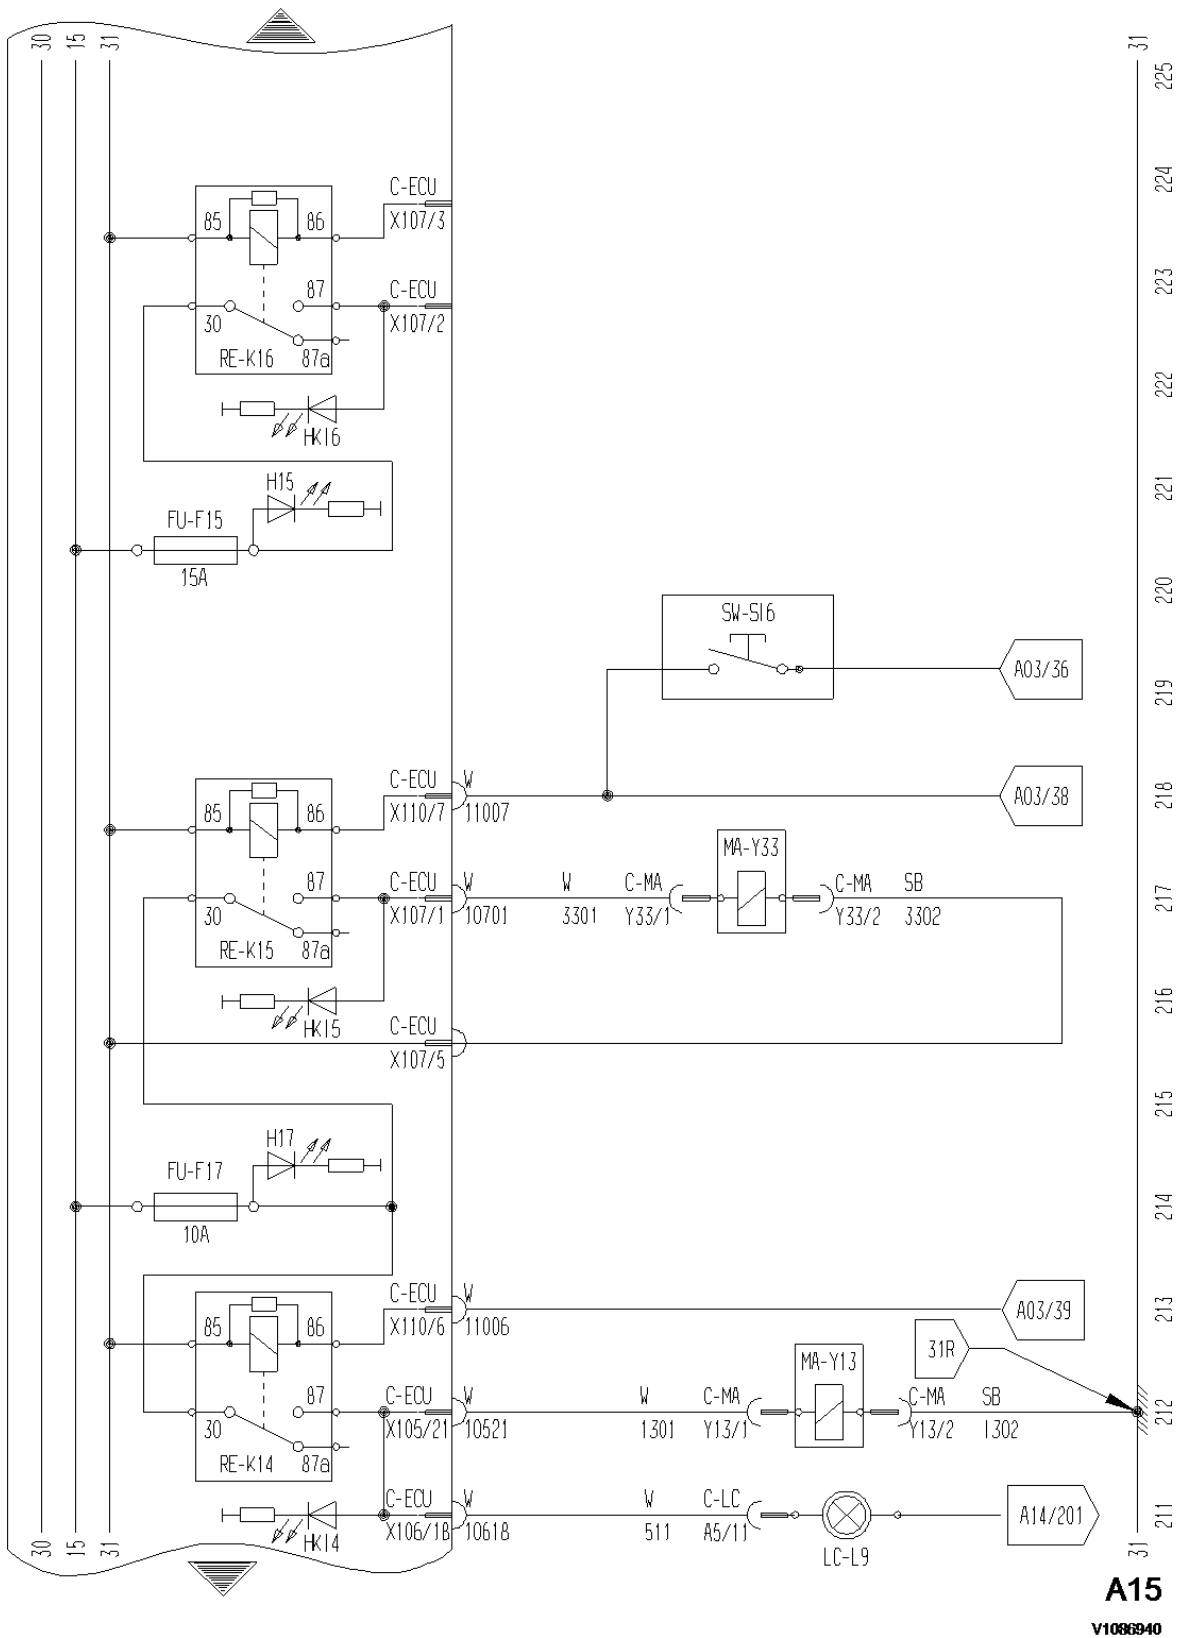 30
15
31
31
225
224
C-ECU
85
86
X107/3
223
87
C-ECU
30
X107/2
RE-K16
87a
222
HK16
221
H15
FU-F15
15A
220
SW-S16
A03/36
219
C-ECU
W
218
A03/38
85
86
X110/7
11007
MA-Y33
87
C-ECU
W
W
C-MA
C-MA
SB
217
30
X107/1
10701
3301
Y33/1
Y33/2
3302
RE-K15
87a
216
HK15
C-ECU
X107/5
215
H17
FU-F17
214
10A
C-ECU
W
213
A03/39
85
86
X110/6
11006
31R
MA-Y13
87
C-ECU
W
W
C-MA
C-MA
SB
212
30
X105/21
10521
1301
Y13/1
Y13/2
1302
RE-K14
87a
C-ECU
W
W
C-LC
A14/201
211
HK14
X106/18
10618
511
A5/11
LC-L9
30
15
31
31
A15
V1086940